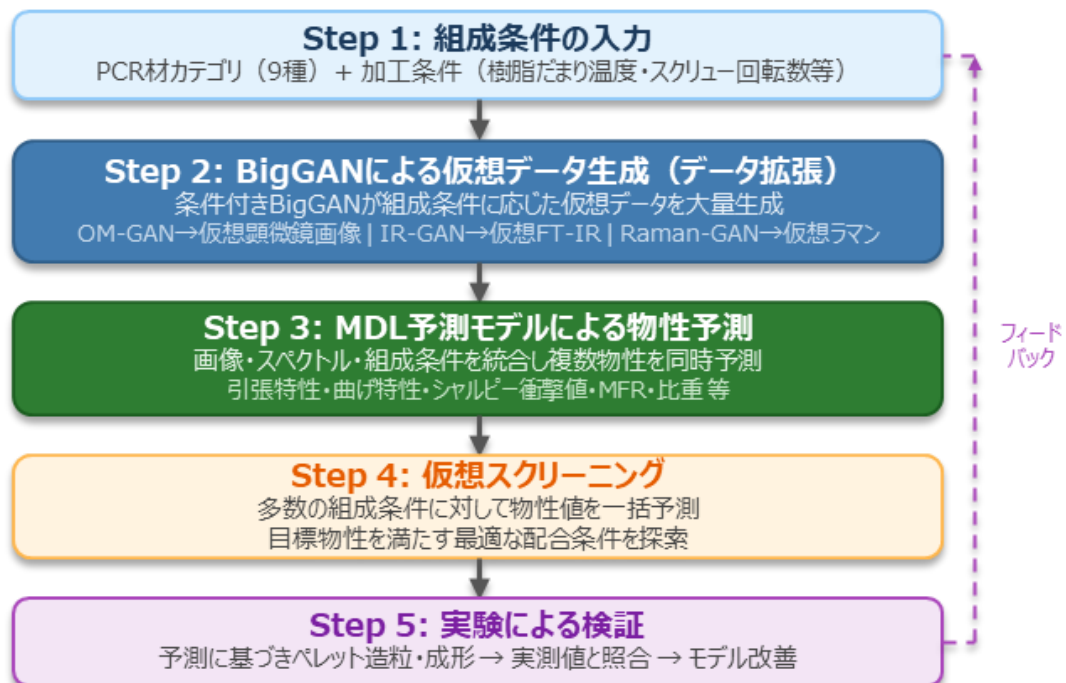 Step 1: 組成条件の入力
PCR材カテゴリ（9種）+ 加工条件（樹脂だまり温度・スクリュー回転数等）
Step 2: BigGANによる仮想データ生成（データ拡張）
条件付きBigGANが組成条件に応じた仮想データを大量生成
OM-GAN→仮想顕微鏡画像 | IR-GAN→仮想FT-IR | Raman-GAN→仮想ラマン
Step 3: MDL予測モデルによる物性予測
画像・スペクトル・組成条件を統合し複数物性を同時予測
引張特性・曲げ特性・シャルピー衝撃値・MFR・比重 等
フィード
バック
Step 4: 仮想スクリーニング
多数の組成条件に対して物性値を一括予測
目標物性を満たす最適な配合条件を探索
Step 5: 実験による検証
予測に基づきペレット造粒・成形 → 実測値と照合 → モデル改善